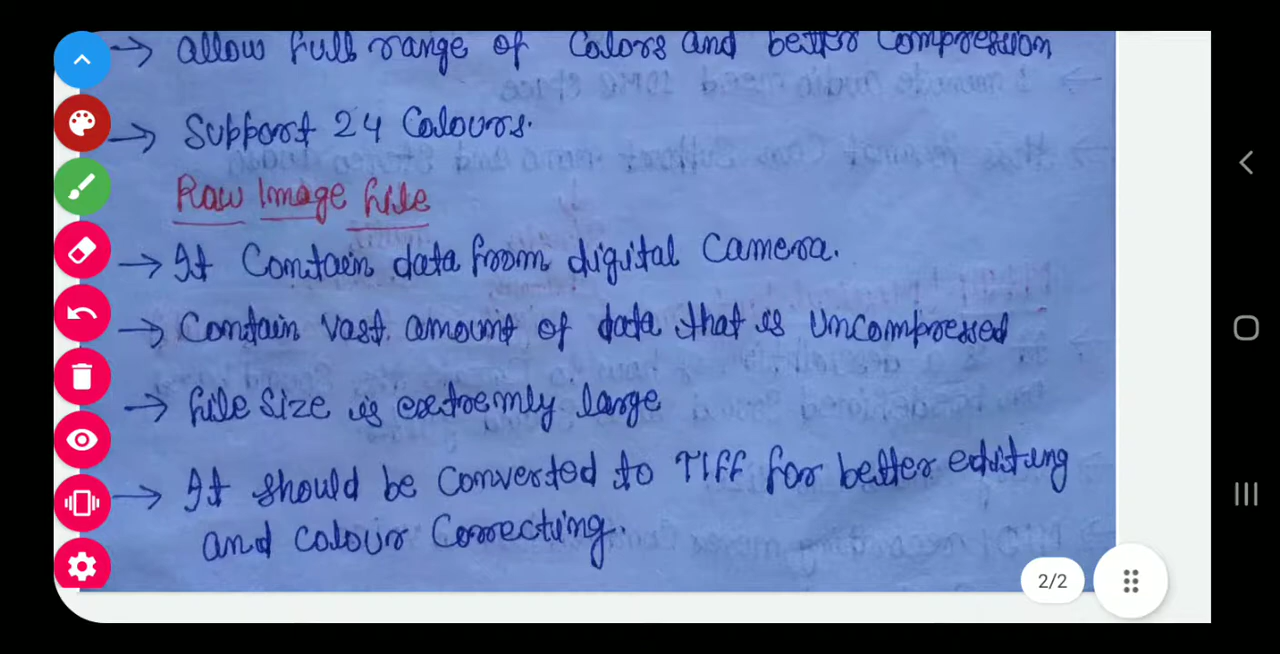 → allow full range of Colors and better Compression
→ Support 24 Colours.
Raw Image File
→ It Contain data from digital Camera.
→ Contain vast amount of data that is Uncompressed
→ File Size is extremly large
→ It should be Converted to TIFF for better editing
and colour Correcting.
2/2